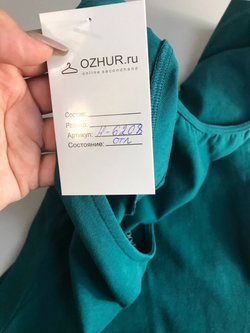 OZHUR.ru
online secondhand
Состав:
Размер:
Артикул: Н-6208
Состояние: отл